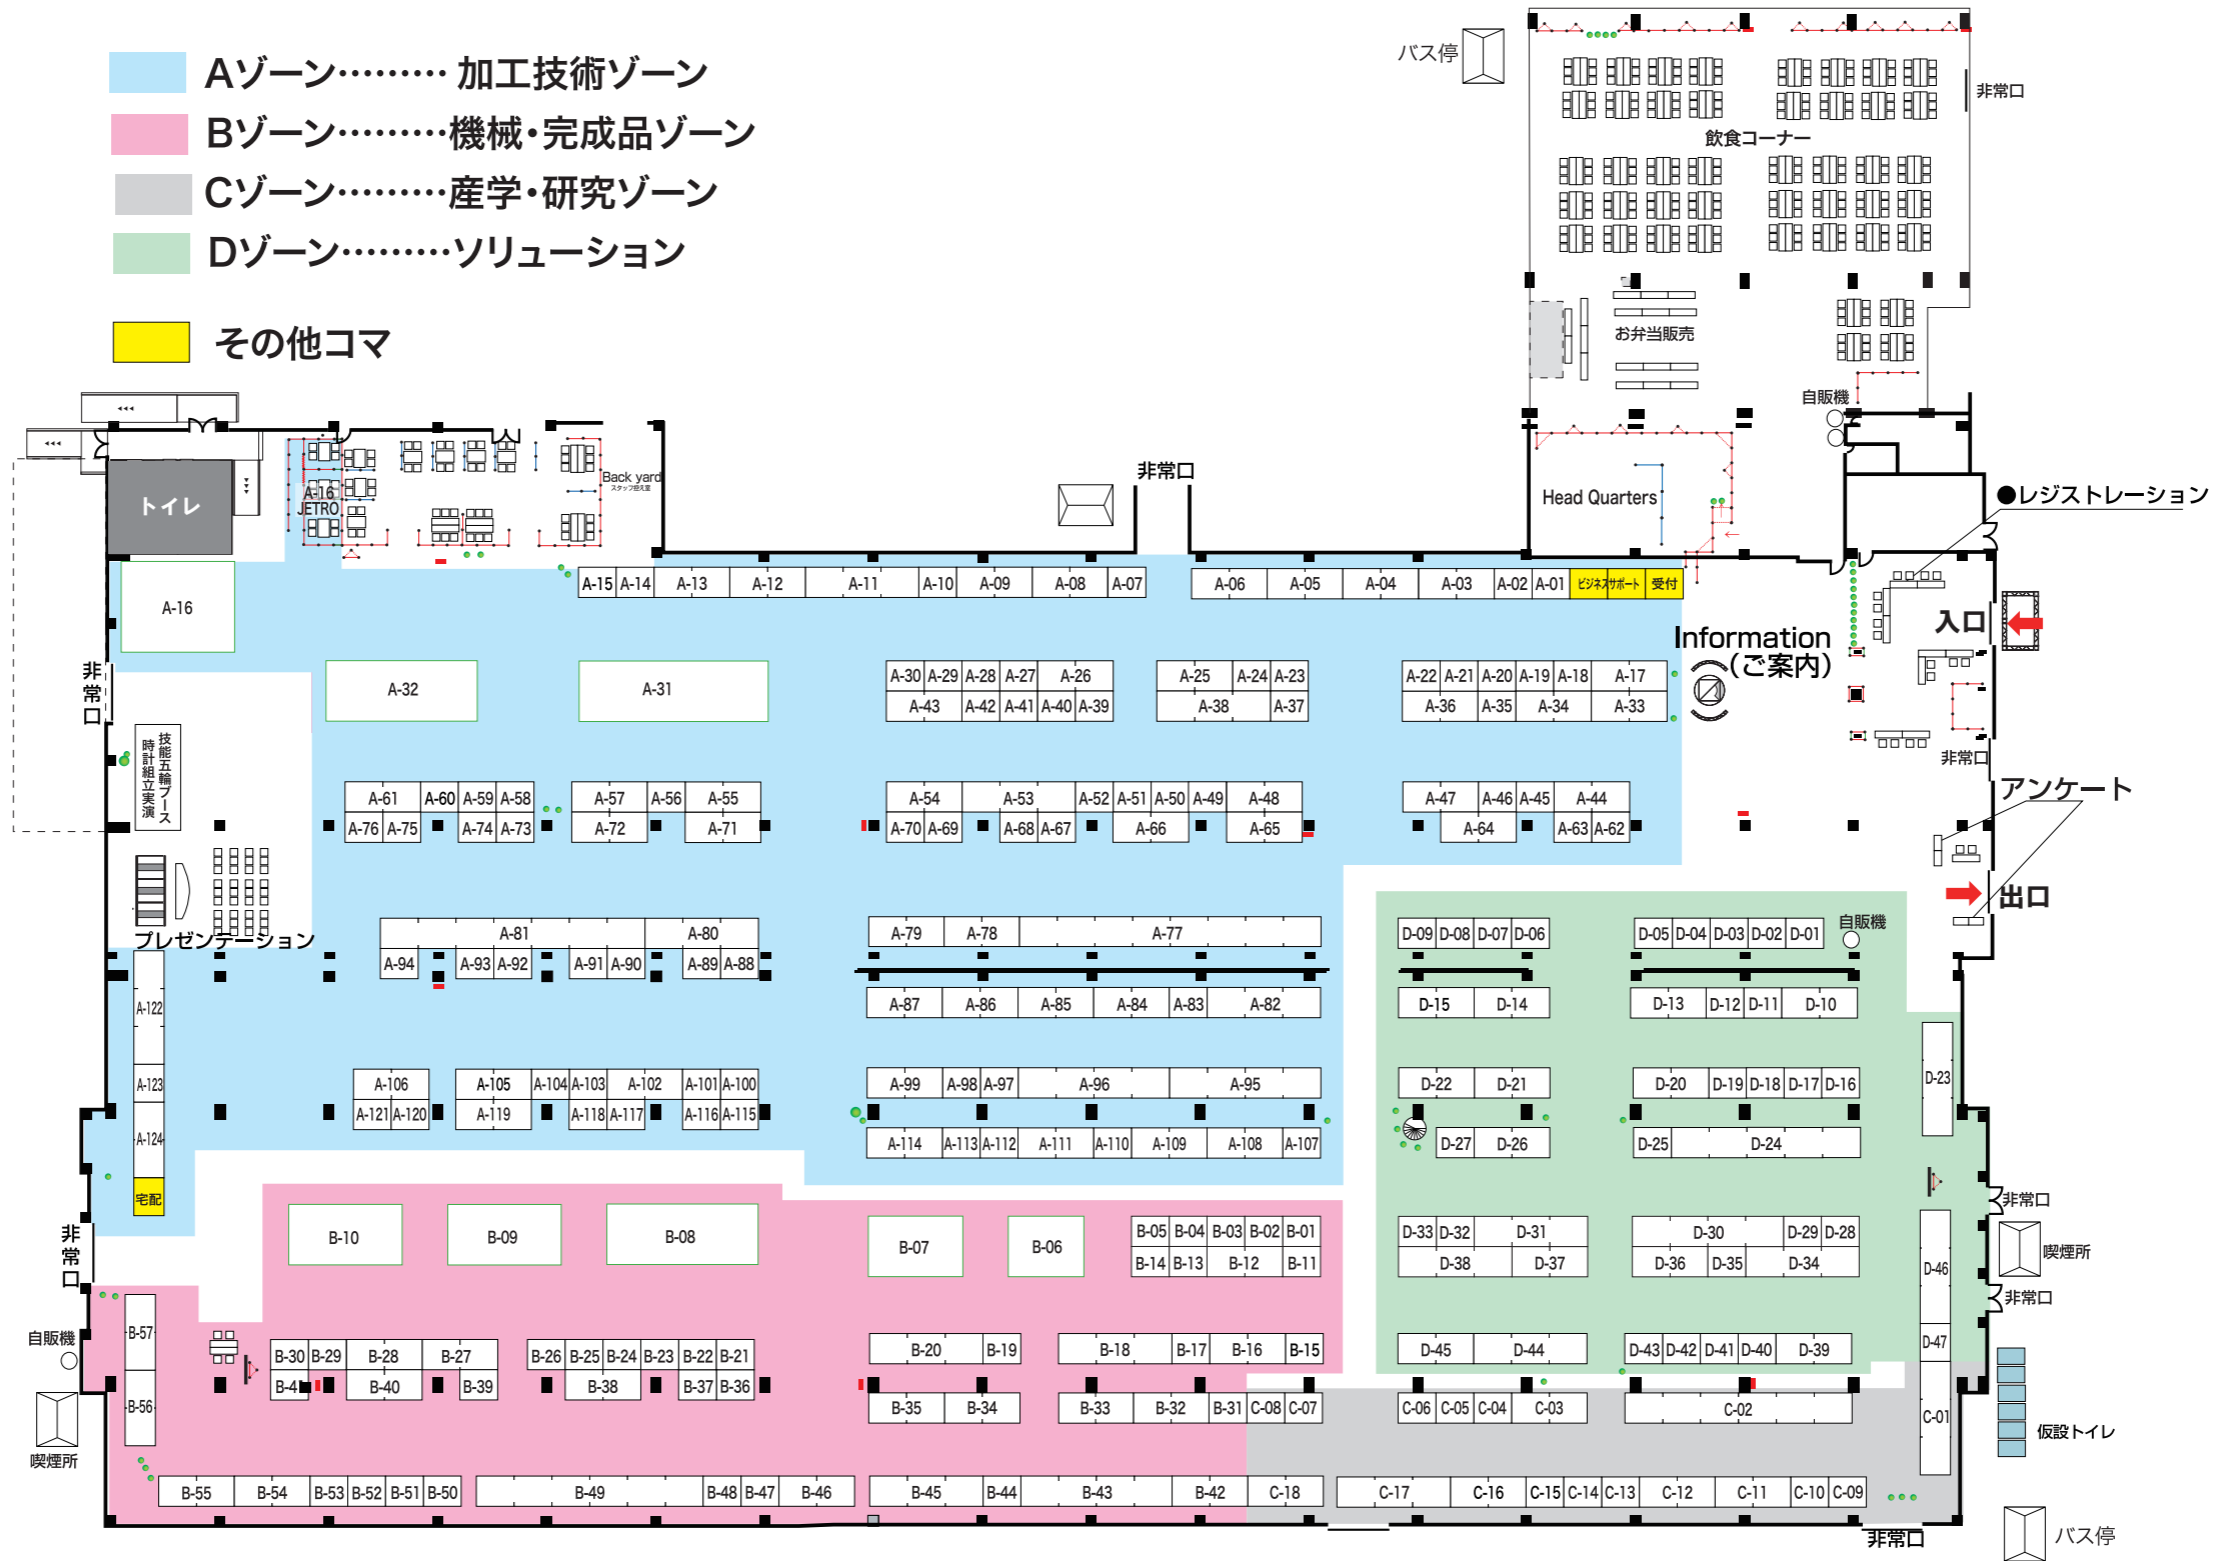 Aゾーン………加工技術ゾーン
Bゾーン………機械・完成品ゾーン
Cゾーン………産学・研究ゾーン
Dゾーン………ソリューション
その他コマ
バス停
非常口
飲食コーナー
お弁当販売
自販機
トイレ
A-16
JETRO
Back yard
スタッフ控え室
非常口
Head Quarters
●レジストレーション
A-15 A-14 A-13 A-12 A-11 A-10 A-09 A-08 A-07
A-06 A-05 A-04 A-03 A-02 A-01 ビジネスサポート 受付
A-16
入口
Information
(ご案内)
非常口
A-32
A-31
A-30 A-29 A-28 A-27 A-26
A-25 A-24 A-23
A-22 A-21 A-20 A-19 A-18 A-17
A-43 A-42 A-41 A-40 A-39
A-38 A-37
A-36 A-35 A-34 A-33
技能五輪ブース
時計組立実演
非常口
アンケート
A-61 A-60 A-59 A-58
A-57 A-56 A-55
A-54 A-53 A-52 A-51 A-50 A-49 A-48
A-47 A-46 A-45 A-44
A-76 A-75 A-74 A-73
A-72 A-71
A-70 A-69 A-68 A-67 A-66 A-65
A-64 A-63 A-62
出口
自販機
プレゼンテーション
A-81 A-80
A-79 A-78 A-77
D-09 D-08 D-07 D-06
D-05 D-04 D-03 D-02 D-01
A-94 A-93 A-92 A-91 A-90 A-89 A-88
A-122
A-87 A-86 A-85 A-84 A-83 A-82
D-15 D-14
D-13 D-12 D-11 D-10
A-123
A-106
A-105 A-104 A-103 A-102 A-101 A-100
A-99 A-98 A-97 A-96 A-95
D-22 D-21
D-20 D-19 D-18 D-17 D-16
D-23
A-121 A-120
A-119 A-118 A-117 A-116 A-115
A-124
A-114 A-113 A-112 A-111 A-110 A-109 A-108 A-107
D-27 D-26
D-25 D-24
宅配
非常口
非常口
喫煙所
非常口
B-10
B-09
B-08
B-07
B-06
B-05 B-04 B-03 B-02 B-01
B-14 B-13 B-12 B-11
D-33 D-32 D-31
D-30 D-29 D-28
D-38 D-37
D-36 D-35 D-34
D-46
D-47
自販機
喫煙所
B-57
B-56
B-30 B-29 B-28 B-27
B-26 B-25 B-24 B-23 B-22 B-21
B-20 B-19
B-18 B-17 B-16 B-15
D-45 D-44
D-43 D-42 D-41 D-40 D-39
B-41 B-40 B-39
B-38 B-37 B-36
B-35 B-34
B-33 B-32 B-31 C-08 C-07
C-06 C-05 C-04 C-03
C-02
C-01
仮設トイレ
B-55 B-54 B-53 B-52 B-51 B-50
B-49 B-48 B-47 B-46
B-45 B-44 B-43 B-42 C-18
C-17 C-16 C-15 C-14 C-13 C-12 C-11 C-10 C-09
非常口
バス停